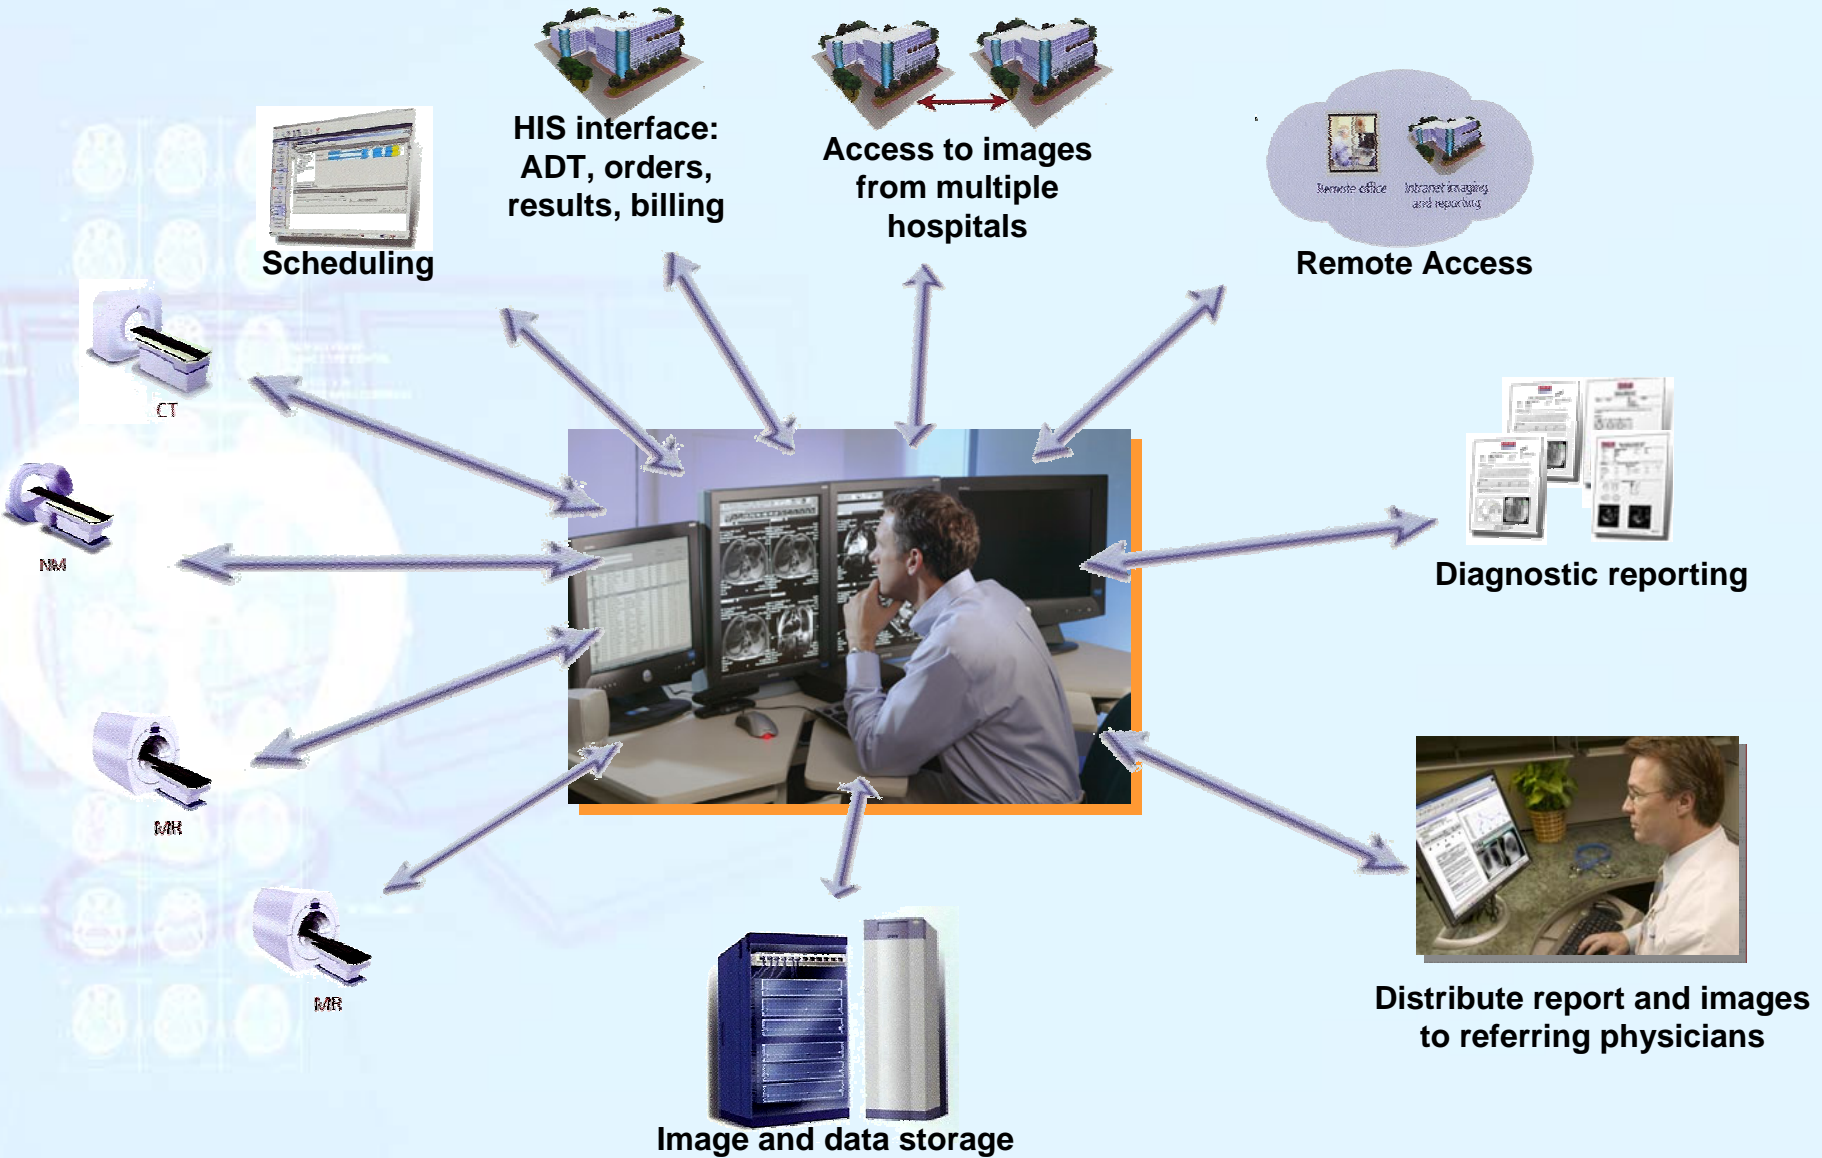 HIS interface:
ADT, orders,
results, billing
Access to images
from multiple
hospitals
Remote office
Intranet imaging
and reporting
Remote Access
Scheduling
CT
NM
MR
MR
Diagnostic reporting
Distribute report and images
to referring physicians
Image and data storage